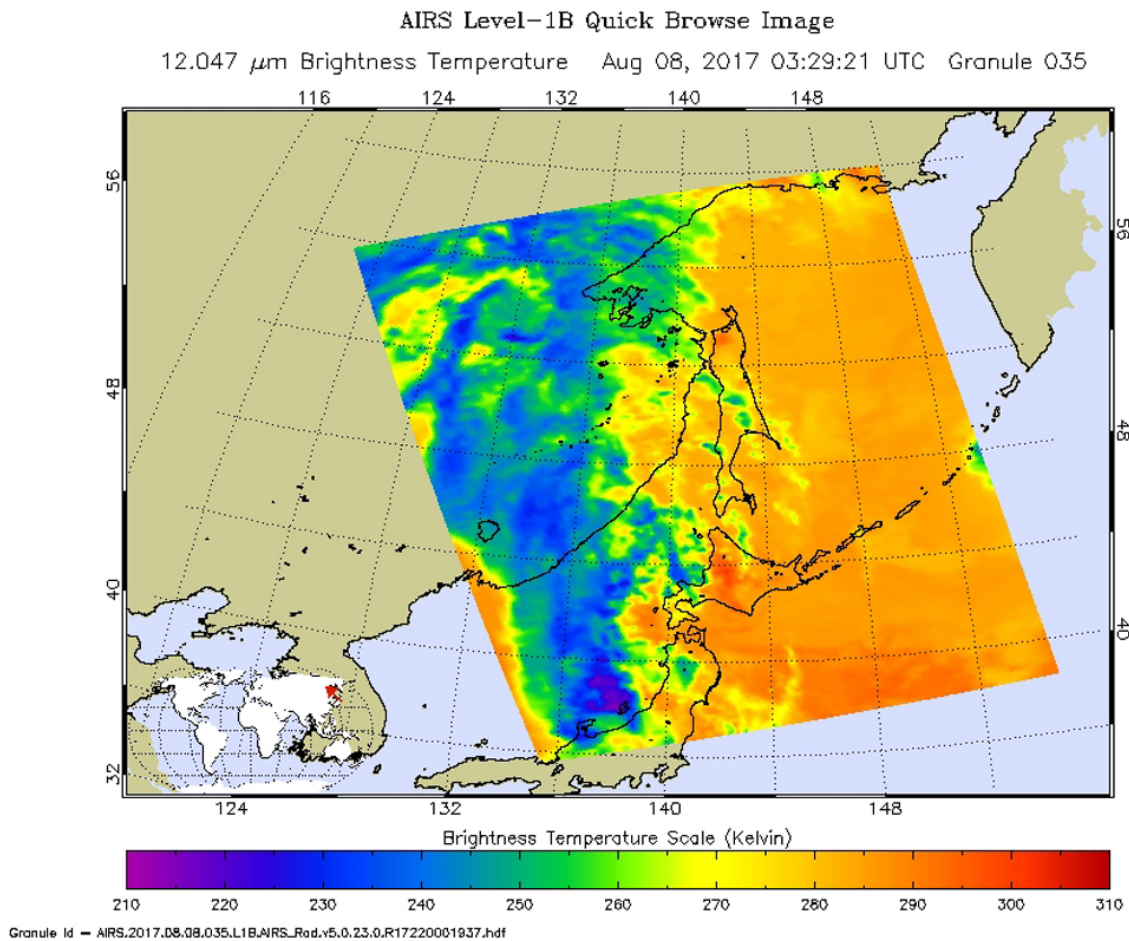 AIRS Level-1B Quick Browse Image
12.047 µm Brightness Temperature Aug 08, 2017 03:29:21 UTC Granule 035
116 124 132 140 148
56
56
48
48
40
40
32
124 132 140 148
Brightness Temperature Scale (Kelvin)
210 220 230 240 250 260 270 280 290 300 310
Granule Id – AIRS.2017.08.08.035.L1B.AIRS_Rad.v5.0.23.0.R17220001937.hdf